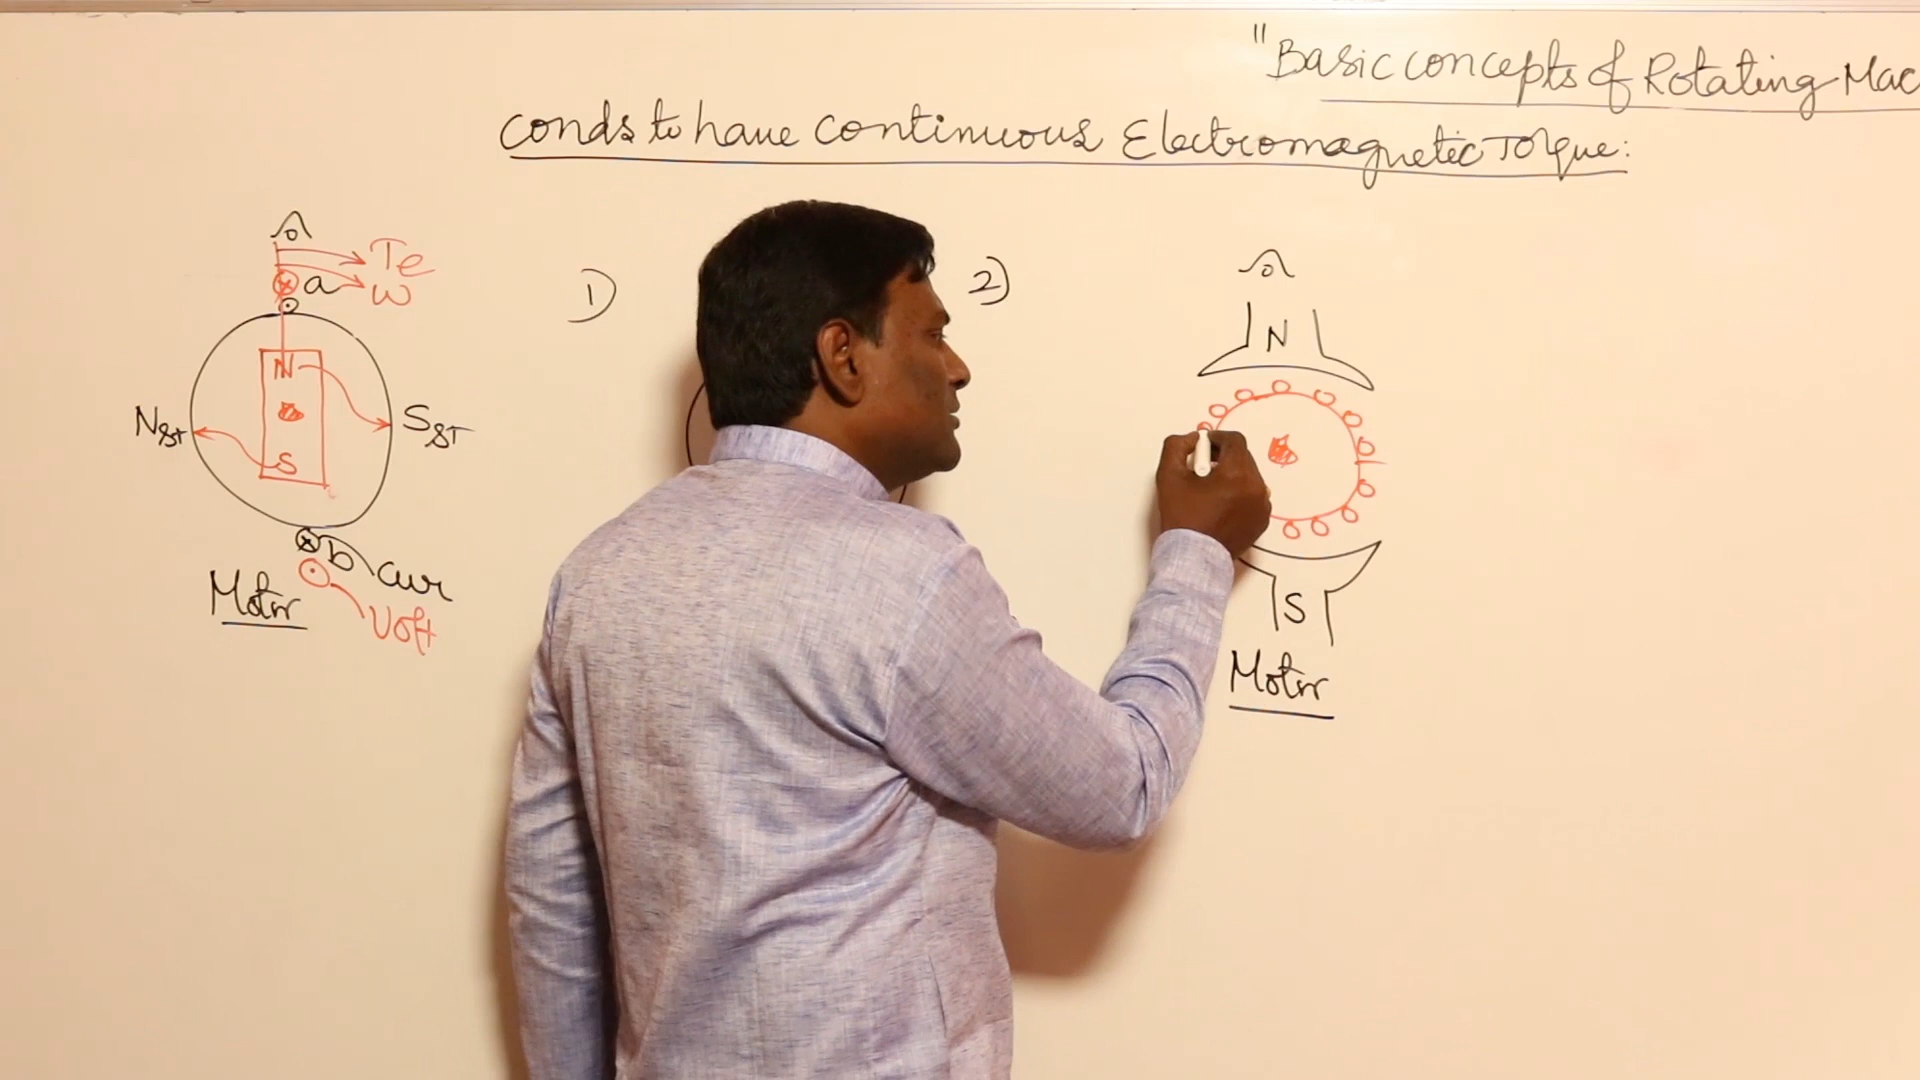 "Basic concepts of Rotating Mac
conds to have continuous Electromagnetic Torque:
Te
a
w
N
S
NST
SST
b
cur
Volt
Motor
1)
2)
N
S
Motor